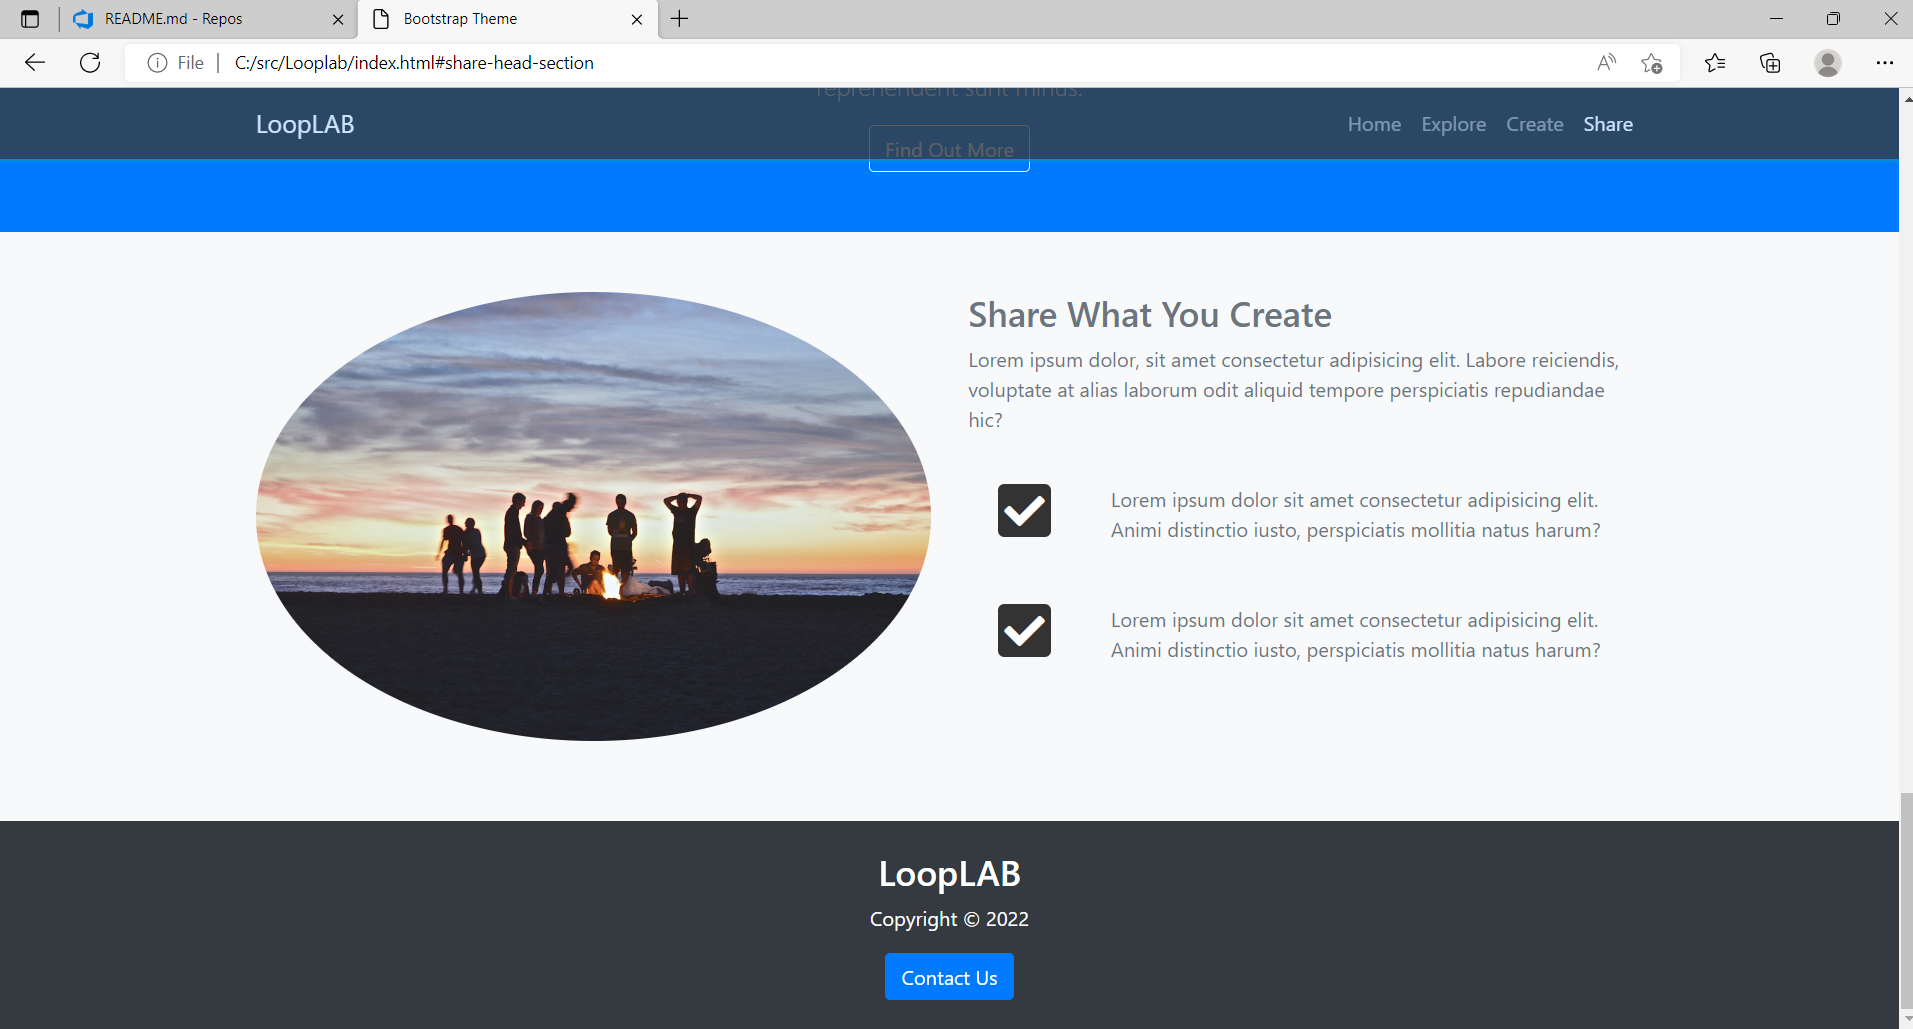 README.md - Repos
Bootstrap Theme
File
C:/src/Looplab/index.html#share-head-section
reprehenderit sunt minus.
LoopLAB
Home Explore Create Share
Find Out More
Share What You Create
Lorem ipsum dolor, sit amet consectetur adipisicing elit. Labore reiciendis,
voluptate at alias laborum odit aliquid tempore perspiciatis repudiandae
hic?
Lorem ipsum dolor sit amet consectetur adipisicing elit.
Animi distinctio iusto, perspiciatis mollitia natus harum?
Lorem ipsum dolor sit amet consectetur adipisicing elit.
Animi distinctio iusto, perspiciatis mollitia natus harum?
LoopLAB
Copyright © 2022
Contact Us